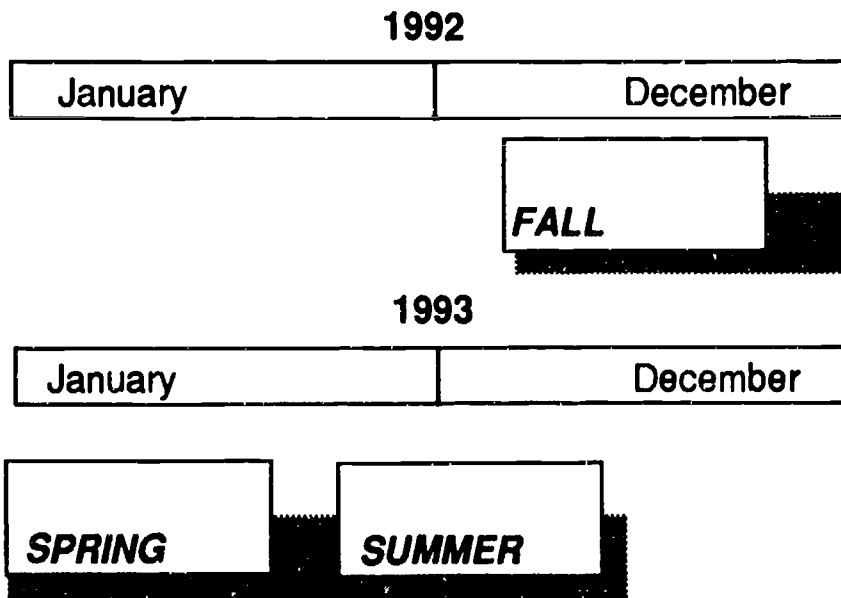 1992
January December
FALL
1993
January December
SPRING SUMMER